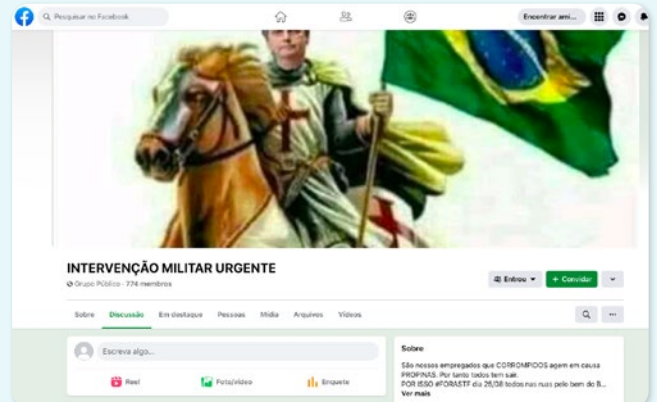 Pesquisar no Facebook
Encontrar ami...
INTERVENÇÃO MILITAR URGENTE
Grupo Público · 774 membros
Entrou
+ Convidar
Sobre
Discussão
Em destaque
Pessoas
Mídia
Arquivos
Vídeos
Escreva algo...
Reel
Foto/vídeo
Enquete
Sobre
São nossos empregados que CORROMPIDOS agem em causa
PROPINAS. Por tanto todos tem sair.
POR ISSO #FORASTF dia 26/08 todos nas ruas pelo bem do B...
Ver mais